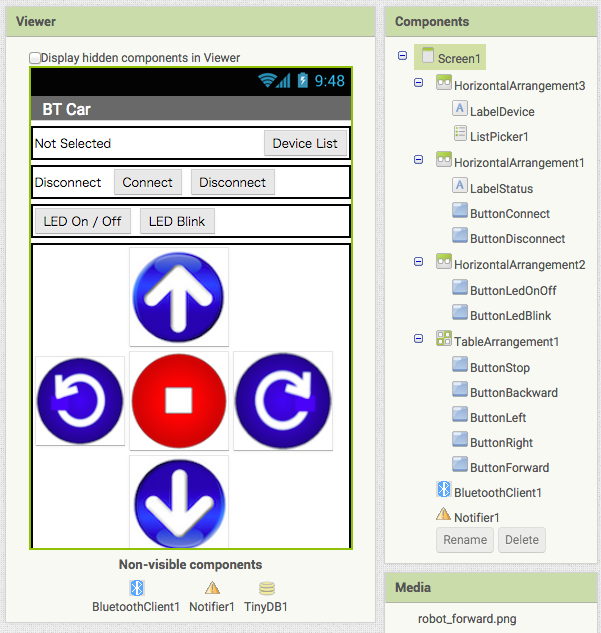 Viewer
Display hidden components in Viewer
9:48
BT Car
Not Selected Device List
Disconnect Connect Disconnect
LED On / Off LED Blink
Non-visible components
BluetoothClient1 Notifier1 TinyDB1
Components
Screen1
HorizontalArrangement3
A LabelDevice
ListPicker1
HorizontalArrangement1
A LabelStatus
ButtonConnect
ButtonDisconnect
HorizontalArrangement2
ButtonLedOnOff
ButtonLedBlink
TableArrangement1
ButtonStop
ButtonBackward
ButtonLeft
ButtonRight
ButtonForward
BluetoothClient1
Notifier1
Rename Delete
Media
robot_forward.png